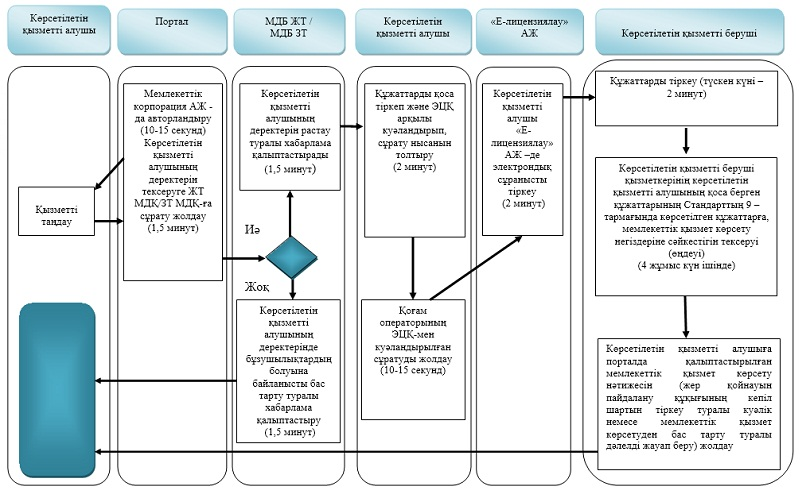 Көрсетілетін
қызметті алушы
Портал
МДБ ЖТ /
МДБ ЗТ
Көрсетілетін
қызметті алушы
«Е-лицензиялау»
АЖ
Көрсетілетін қызметті беруші
Қызметті
таңдау
Мемлекеттік
корпорация АЖ -
да авторландыру
(10-15 секунд)
Көрсетілетін
қызметті
алушының
деректерін
тексеруге ЖТ
МДҚ/ЗТ МДҚ-ға
сұрату жолдау
(1,5 минут)
Көрсетілетін
қызметті
алушының
деректерін растау
туралы хабарлама
қалыптастырады
(1,5 минут)
Иә
Жоқ
Көрсетілетін
қызметті
алушының
деректерінде
бұзушылықтардың
болуына
байланысты бас
тарту туралы
хабарлама
қалыптастыру
(1,5 минут)
Құжаттарды қоса
тіркеп және ЭЦҚ
арқылы
куәландырып,
сұрату нысанын
толтыру
(2 минут)
Қоғам
операторының
ЭЦҚ-мен
куәландырылған
сұратуды жолдау
(10-15 секунд)
Көрсетілетін
қызметті
алушы
«Е-
лицензиялау»
АЖ –де
электрондық
сұранысты
тіркеу
(2 минут)
Құжаттарды тіркеу (түскен күні –
2 минут)
Көрсетілетін қызметті беруші
қызметкерінің көрсетілетін
қызметті алушының қоса берген
құжаттарының Стандарттың 9 –
тармағында көрсетілген құжаттарға,
мемлекеттік қызмет көрсету
негіздеріне сәйкестігін тексеруі
(өңдеуі)
(4 жұмыс күн ішінде)
Көрсетілетін қызметті алушыға
порталда қалыптастырылған
мемлекеттік қызмет көрсету
нәтижесін (жер қойнауын
пайдалану құқығының кепіл
шартын тіркеу туралы куәлік
немесе мемлекеттік қызмет
көрсетуден бас тарту туралы
дәлелді жауап беру) жолдау